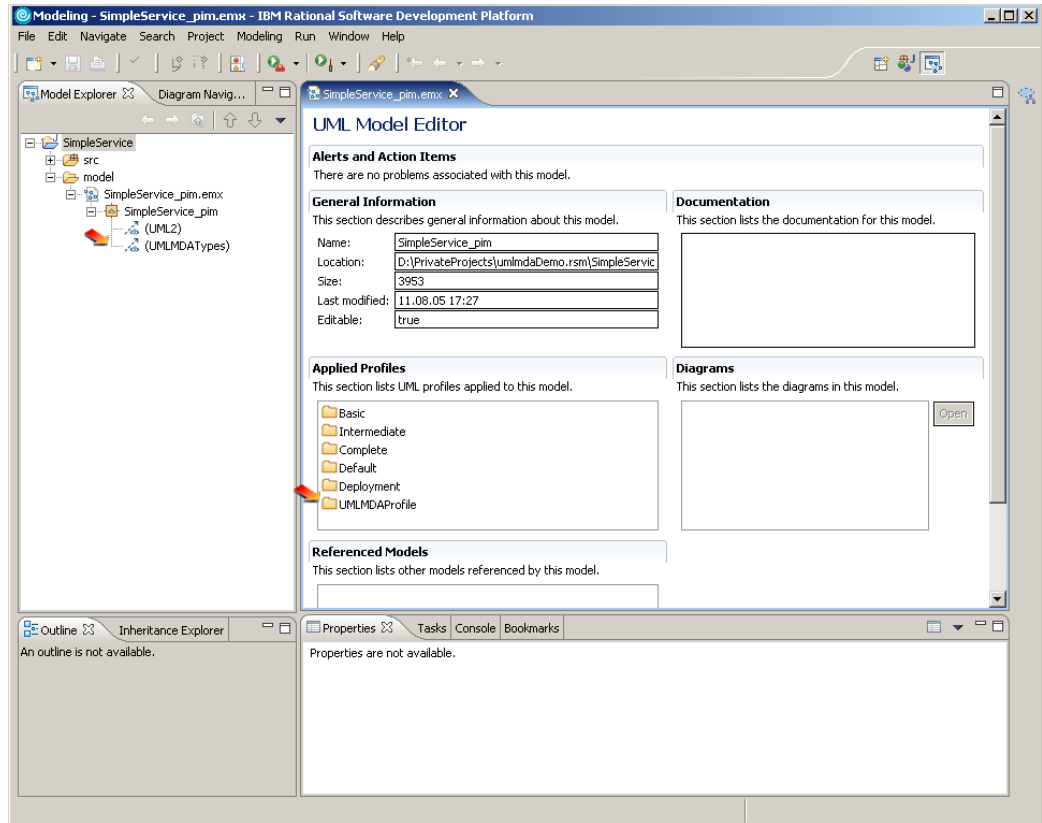 Modeling - SimpleService_pim.emx - IBM Rational Software Development Platform
File Edit Navigate Search Project Modeling Run Window Help
Model Explorer Diagram Navig...
SimpleService
src
model
SimpleService_pim.emx
SimpleService_pim
(UML2)
(UMLMDATypes)
SimpleService_pim.emx
UML Model Editor
Alerts and Action Items
There are no problems associated with this model.
General Information
This section describes general information about this model.
Name: SimpleService_pim
Location: D:\PrivateProjects\umlmdaDemo.rsm\SimpleServic
Size: 3953
Last modified: 11.08.05 17:27
Editable: true
Documentation
This section lists the documentation for this model.
Applied Profiles
This section lists UML profiles applied to this model.
Basic
Intermediate
Complete
Default
Deployment
UMLMDAProfile
Diagrams
This section lists the diagrams in this model.
Open
Referenced Models
This section lists other models referenced by this model.
Outline Inheritance Explorer
An outline is not available.
Properties Tasks Console Bookmarks
Properties are not available.